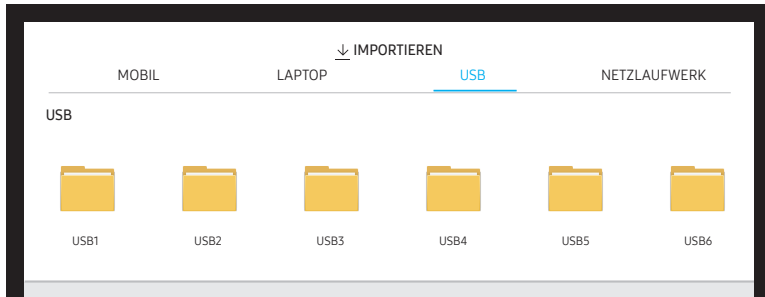 IMPORTIEREN
MOBIL LAPTOP USB NETZLAUFWERK
USB
USB1 USB2 USB3 USB4 USB5 USB6